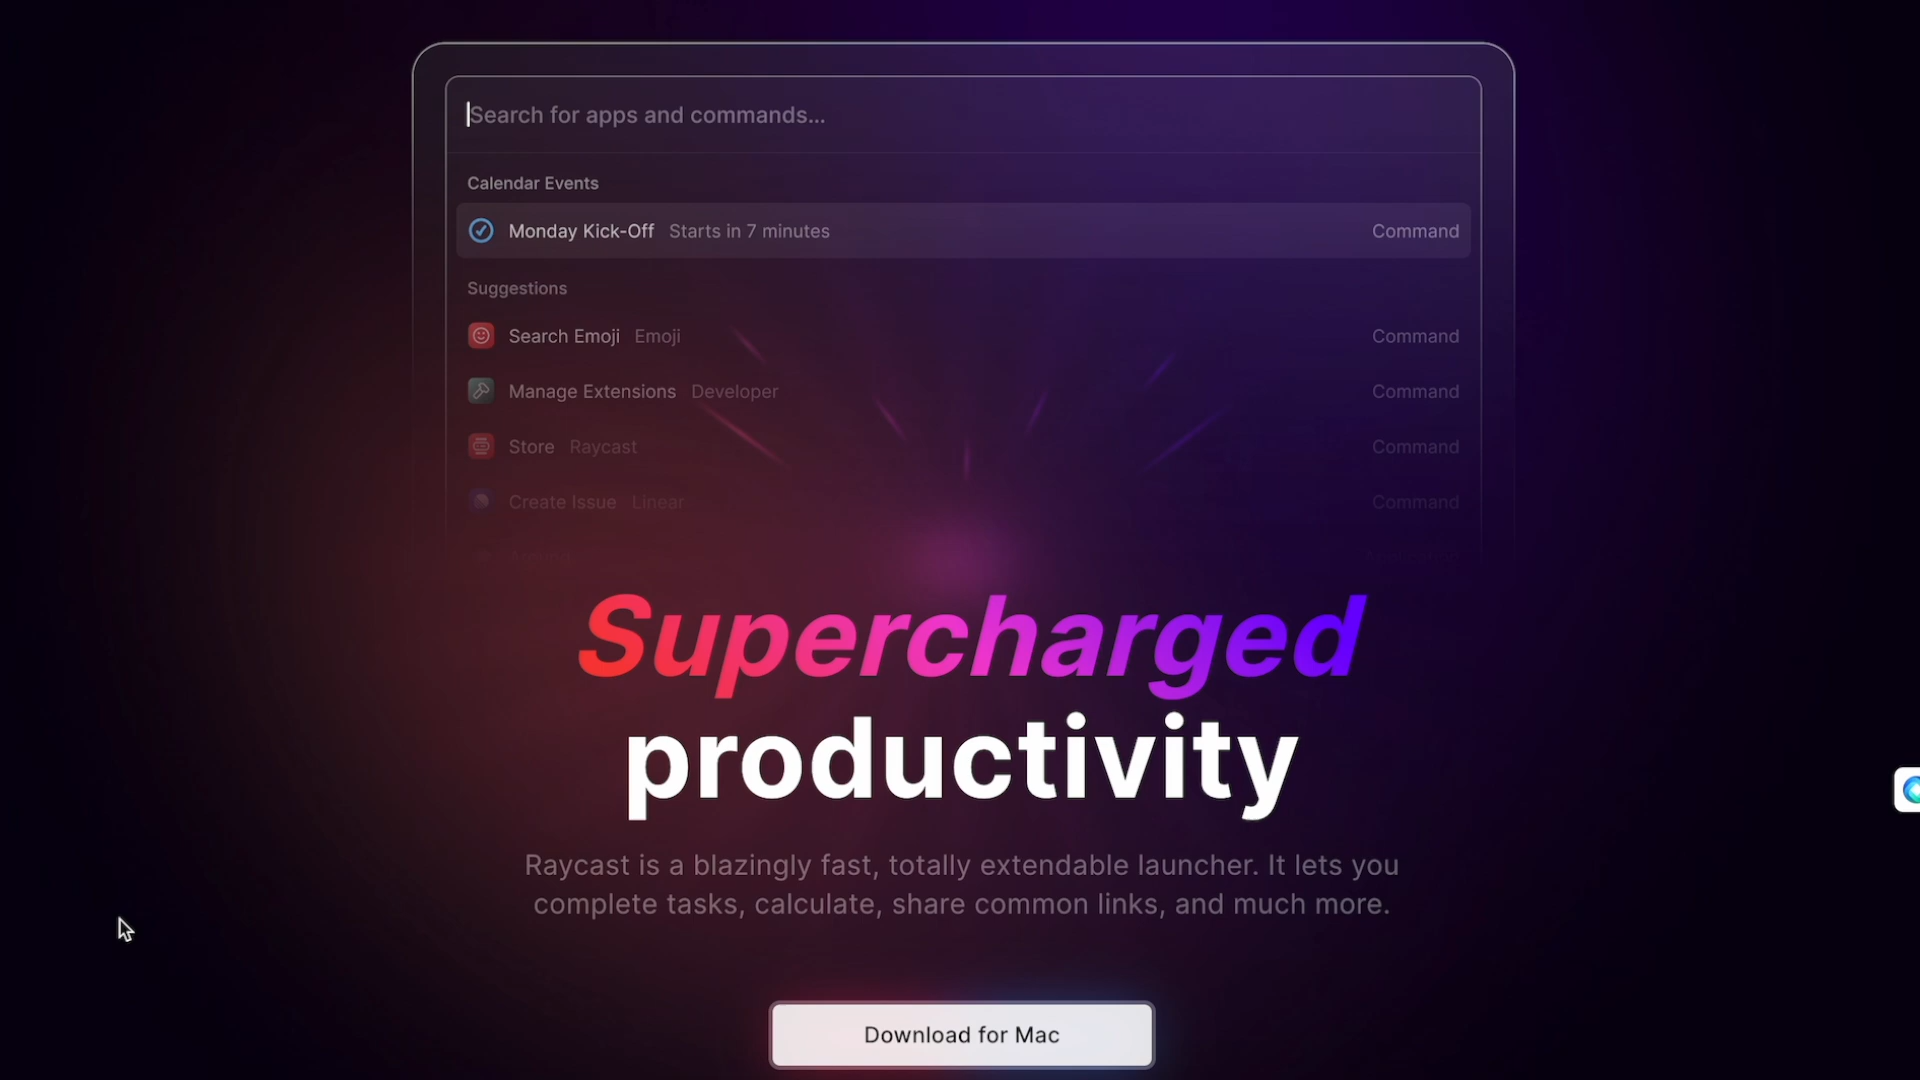 Search for apps and commands...
Calendar Events
Monday Kick-Off Starts in 7 minutes Command
Suggestions
Search Emoji Emoji Command
Manage Extensions Developer Command
Store Raycast Command
Create Issue Linear Command
Supercharged
productivity
Raycast is a blazingly fast, totally extendable launcher. It lets you
complete tasks, calculate, share common links, and much more.
Download for Mac